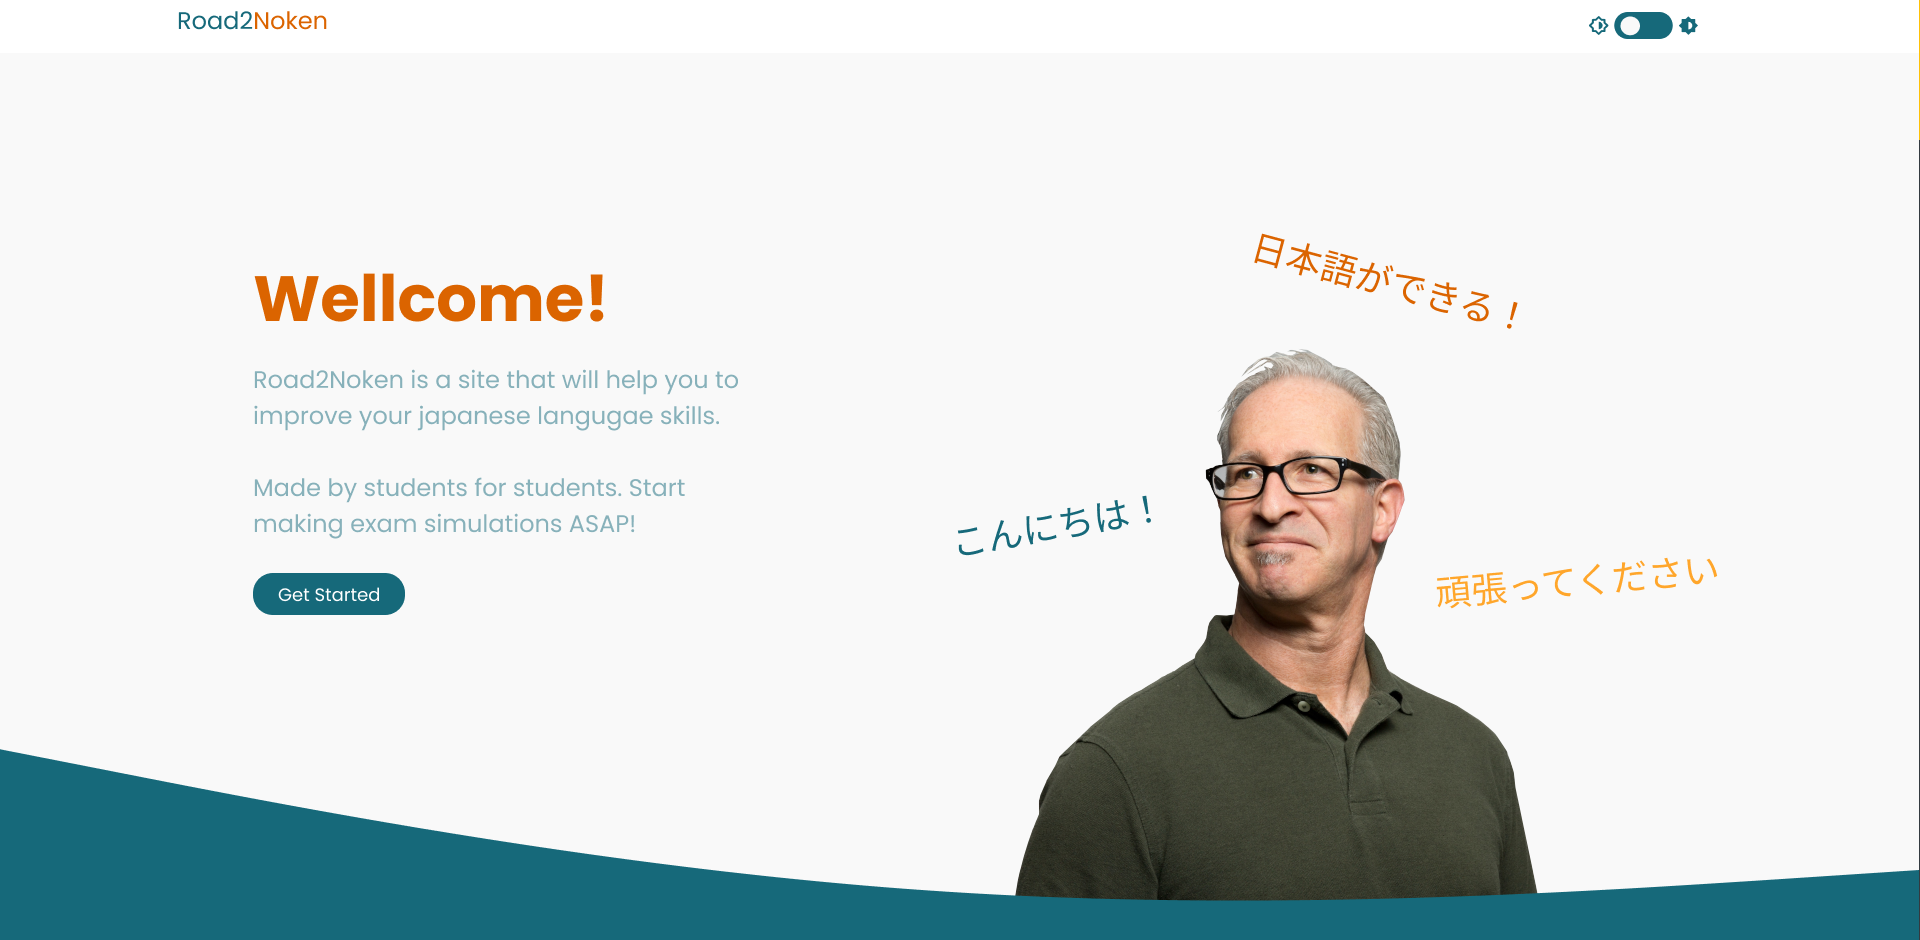 Road2Noken
Wellcome!
Road2Noken is a site that will help you to
improve your japanese langugae skills.
Made by students for students. Start
making exam simulations ASAP!
Get Started
日本語ができる！
こんにちは！
頑張ってください